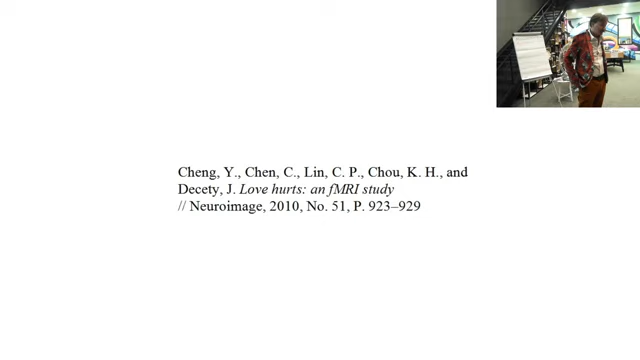 Cheng, Y., Chen, C., Lin, C. P., Chou, K. H., and
Decety, J. Love hurts: an fMRI study
// Neuroimage, 2010, No. 51, P. 923–929